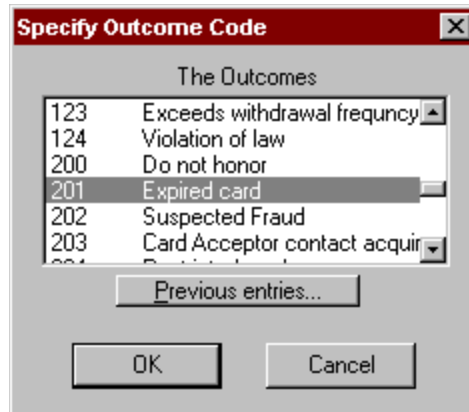 Specify Outcome Code
The Outcomes
123 Exceeds withdrawal frequncy
124 Violation of law
200 Do not honor
201 Expired card
202 Suspected Fraud
203 Card Acceptor contact acquir
Previous entries...
OK Cancel